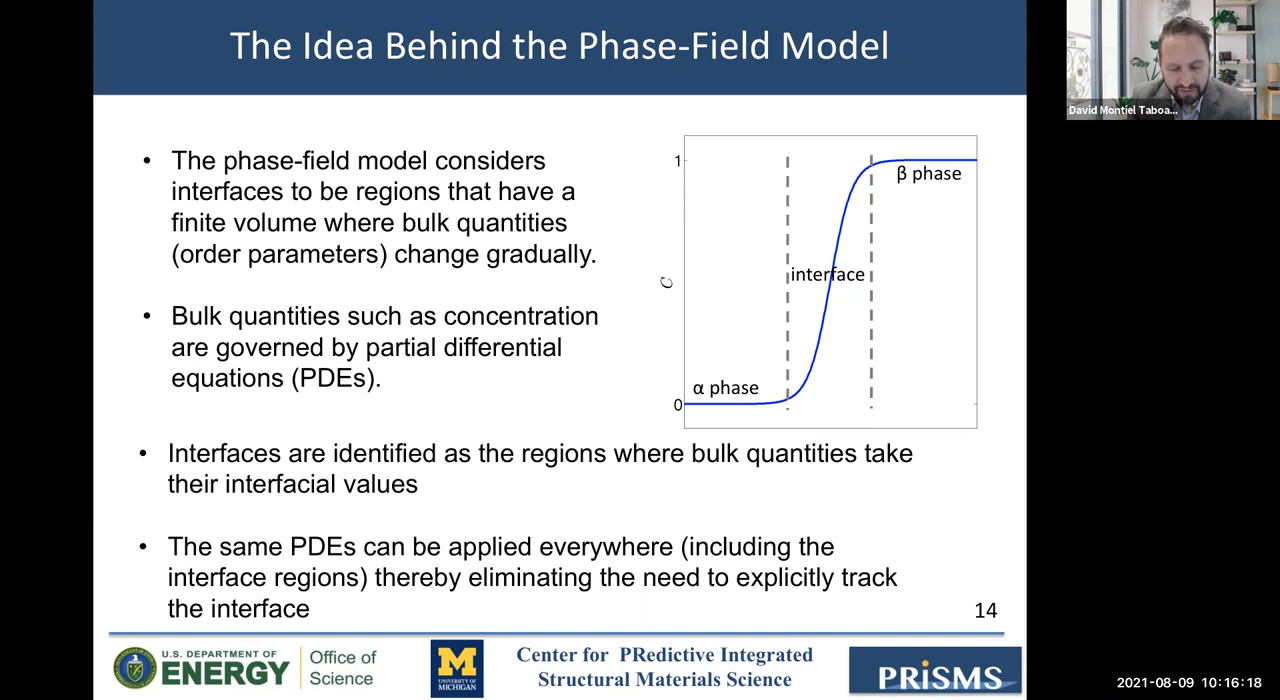 The Idea Behind the Phase-Field Model
David Montiel Taboa...
• The phase-field model considers
interfaces to be regions that have a
finite volume where bulk quantities
(order parameters) change gradually.
• Bulk quantities such as concentration
are governed by partial differential
equations (PDEs).
1
β phase
interface
C
α phase
0
• Interfaces are identified as the regions where bulk quantities take
their interfacial values
• The same PDEs can be applied everywhere (including the
interface regions) thereby eliminating the need to explicitly track
the interface
14
U.S. DEPARTMENT OF
ENERGY
Office of
Science
M
UNIVERSITY OF
MICHIGAN
Center for PRedictive Integrated
Structural Materials Science
PRiSMS
2021-08-09 10:16:18